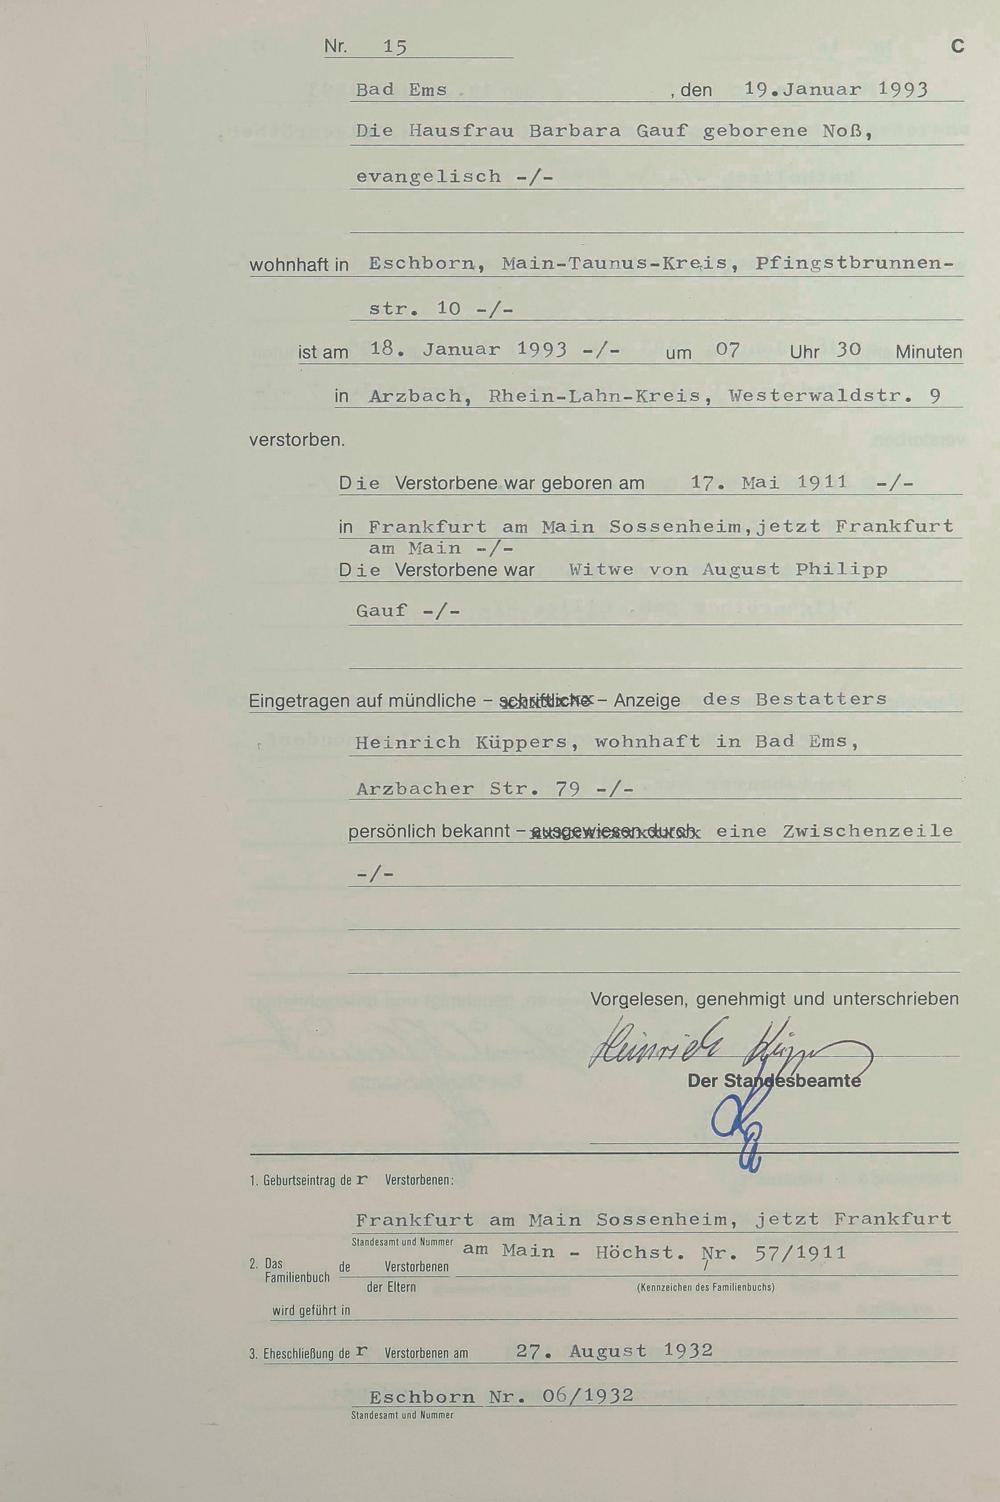 Nr. 15 C
Bad Ems , den 19.Januar 1993
Die Hausfrau Barbara Gauf geborene Noß,
evangelisch -/-
wohnhaft in Eschborn, Main-Taunus-Kreis, Pfingstbrunnen-
str. 10 -/-
ist am 18. Januar 1993 -/- um 07 Uhr 30 Minuten
in Arzbach, Rhein-Lahn-Kreis, Westerwaldstr. 9
verstorben.
Die Verstorbene war geboren am 17. Mai 1911 -/-
in Frankfurt am Main Sossenheim,jetzt Frankfurt
am Main -/-
Die Verstorbene war Witwe von August Philipp
Gauf -/-
Eingetragen auf mündliche – schriftliche – Anzeige des Bestatters
Heinrich Küppers, wohnhaft in Bad Ems,
Arzbacher Str. 79 -/-
persönlich bekannt – ausgewiesen durch eine Zwischenzeile
-/-
Vorgelesen, genehmigt und unterschrieben
Heinrich Küppers
Der Standesbeamte
1. Geburtseintrag der Verstorbenen:
Frankfurt am Main Sossenheim, jetzt Frankfurt
Standesamt und Nummer am Main - Höchst. Nr. 57/1911
2. Das Familienbuch de Verstorbenen
der Eltern (Kennzeichen des Familienbuchs)
wird geführt in
3. Eheschließung der Verstorbenen am 27. August 1932
Eschborn Nr. 06/1932
Standesamt und Nummer